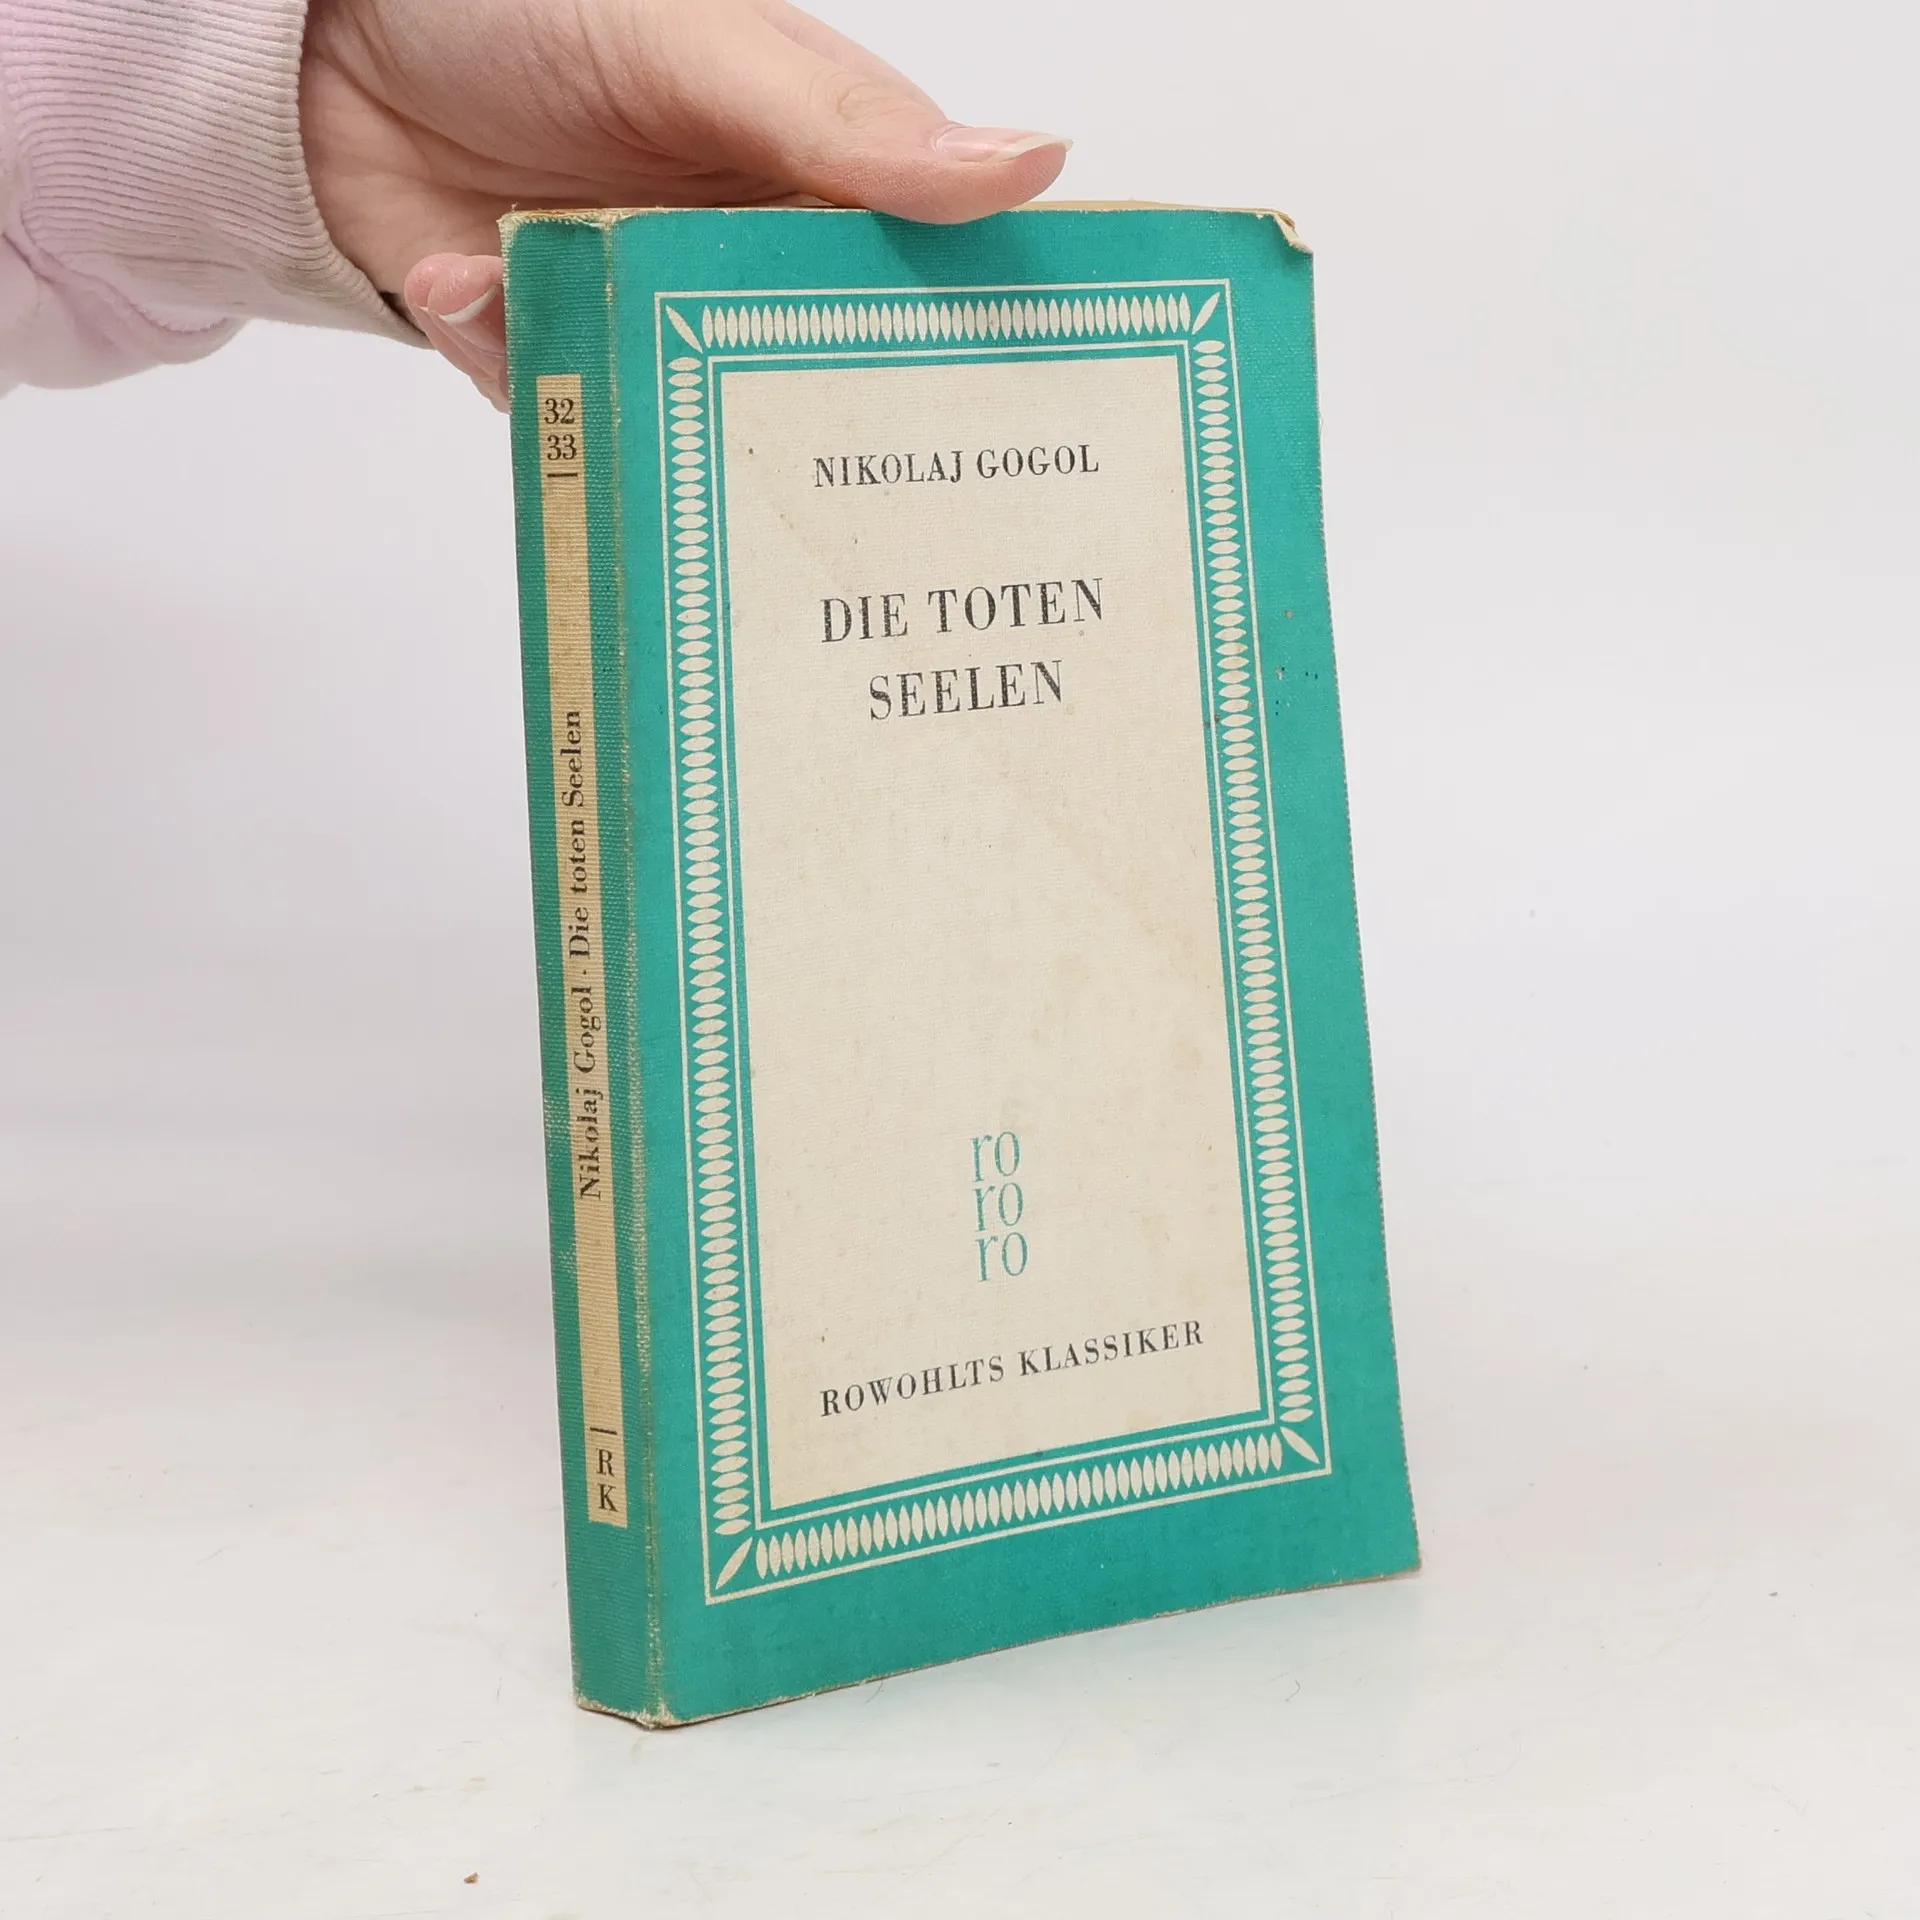 32
33
Nikolaj Gogol · Die toten Seelen
R
K
NIKOLAJ GOGOL
DIE TOTEN
SEELEN
ro
ro
ro
ROWOHLTS KLASSIKER